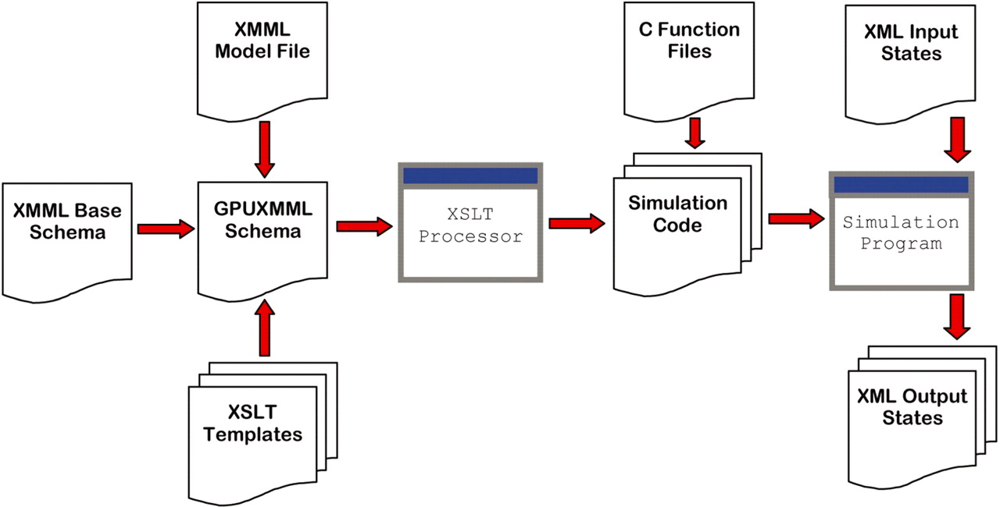 XMML
Model File
C Function
Files
XML Input
States
XMML Base
Schema
GPUXMML
Schema
XSLT
Processor
Simulation
Code
Simulation
Program
XSLT
Templates
XML Output
States